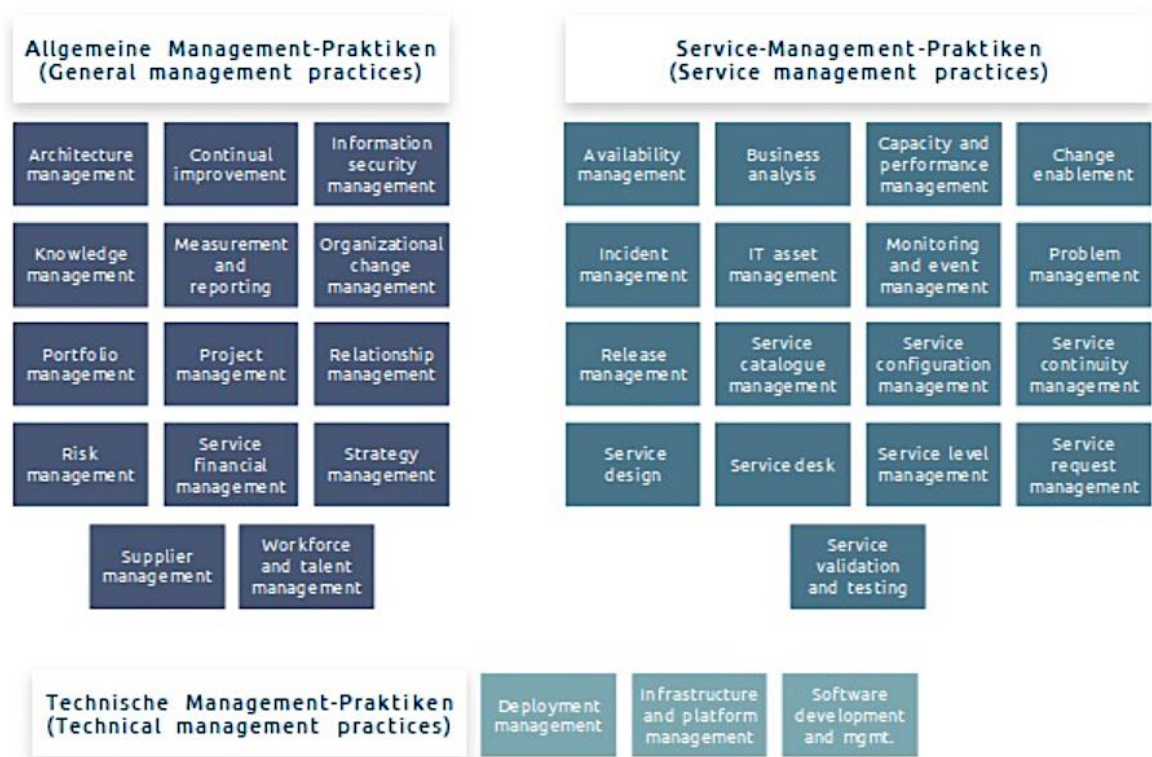 Allgemeine Management-Praktiken
(General management practices)
Architecture
management
Continual
improvement
Information
security
management
Knowledge
management
Measurement
and
reporting
Organizational
change
management
Portfolio
management
Project
management
Relationship
management
Risk
management
Service
financial
management
Strategy
management
Supplier
management
Workforce
and talent
management
Service-Management-Praktiken
(Service management practices)
Availability
management
Business
analysis
Capacity and
performance
management
Change
enablement
Incident
management
IT asset
management
Monitoring
and event
management
Problem
management
Release
management
Service
catalogue
management
Service
configuration
management
Service
continuity
management
Service
design
Service desk
Service level
management
Service
request
management
Service
validation
and testing
Technische Management-Praktiken
(Technical management practices)
Deployment
management
Infrastructure
and platform
management
Software
development
and mgmt.